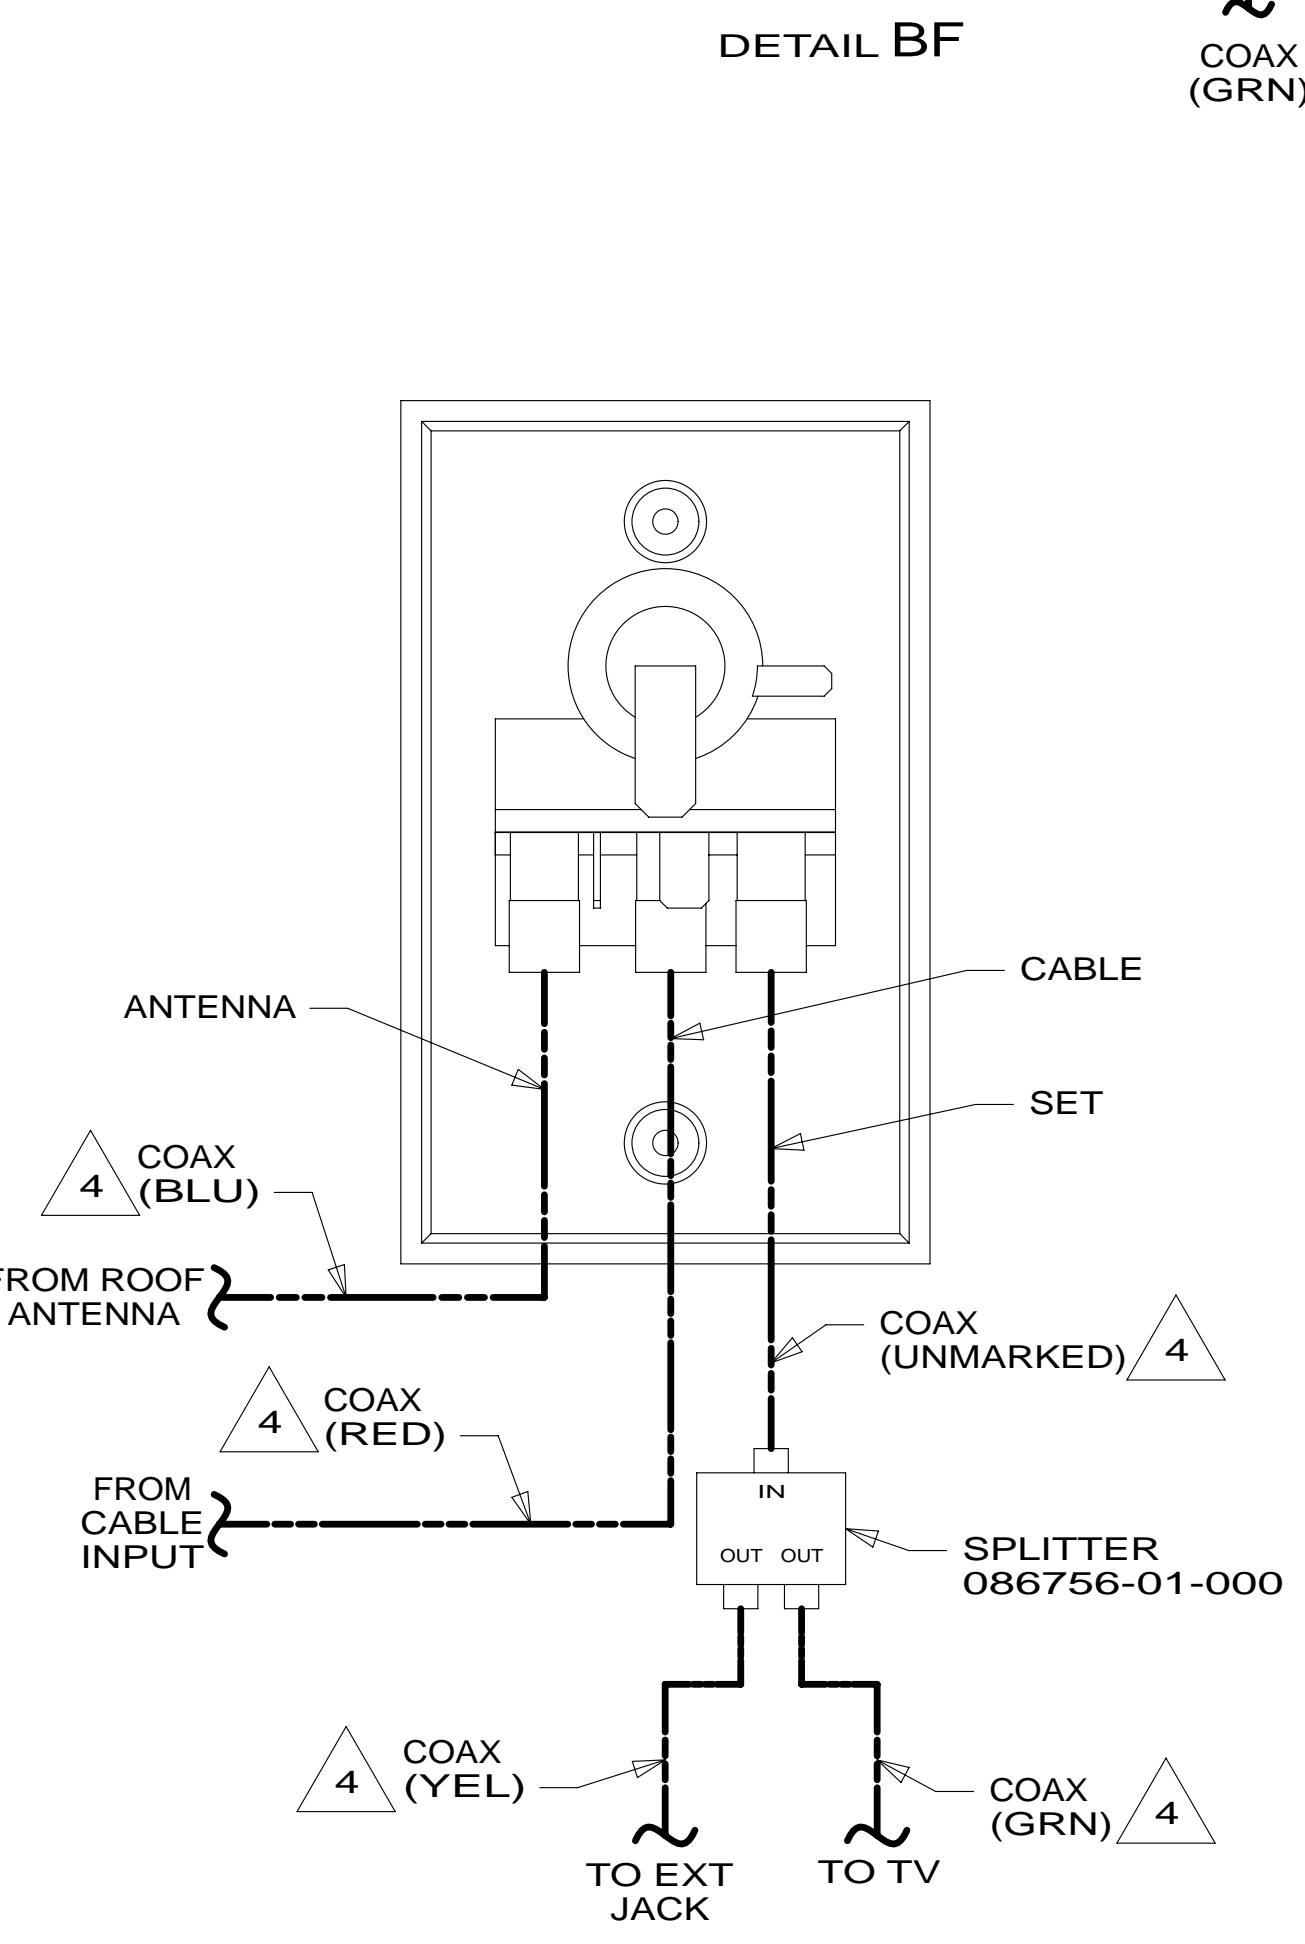 DETAIL BF
COAX
(GRN)
CABLE
ANTENNA
SET
COAX
4
(BLU)
FROM ROOF
ANTENNA
COAX
(UNMARKED)
4
COAX
4
(RED)
FROM
CABLE
INPUT
IN
OUT OUT
SPLITTER
086756-01-000
COAX
4
(YEL)
COAX
(GRN)
4
TO EXT
JACK
TO TV